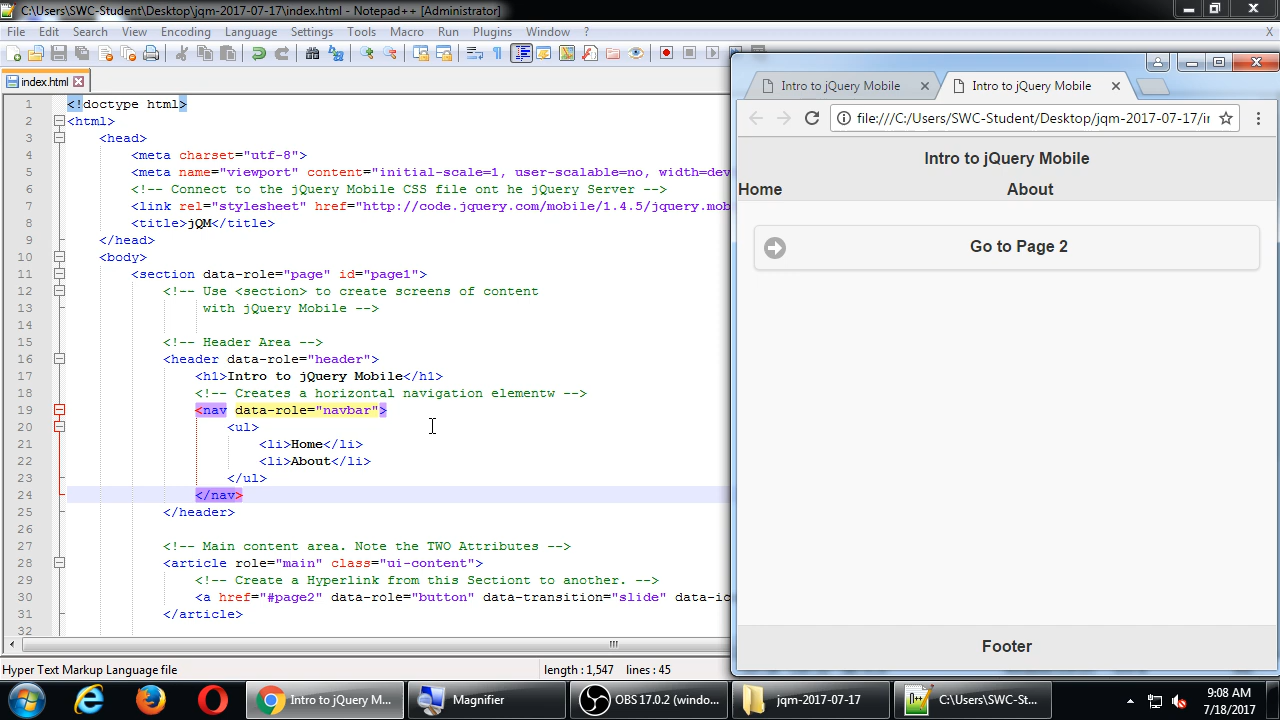 C:\Users\SWC-Student\Desktop\jqm-2017-07-17\index.html - Notepad++ [Administrator]
File Edit Search View Encoding Language Settings Tools Macro Run Plugins Window ? X
index.html
1 <!doctype html>
2 <html>
3 <head>
4 <meta charset="utf-8">
5 <meta name="viewport" content="initial-scale=1, user-scalable=no, width=dev
6 <!-- Connect to the jQuery Mobile CSS file ont he jQuery Server -->
7 <link rel="stylesheet" href="http://code.jquery.com/mobile/1.4.5/jquery.mob
8 <title>jQM</title>
9 </head>
10 <body>
11 <section data-role="page" id="page1">
12 <!-- Use <section> to create screens of content
13 with jQuery Mobile -->
14
15 <!-- Header Area -->
16 <header data-role="header">
17 <h1>Intro to jQuery Mobile</h1>
18 <!-- Creates a horizontal navigation elementw -->
19 <nav data-role="navbar">
20 <ul>
21 <li>Home</li>
22 <li>About</li>
23 </ul>
24 </nav>
25 </header>
26
27 <!-- Main content area. Note the TWO Attributes -->
28 <article role="main" class="ui-content">
29 <!-- Create a Hyperlink from this Sectiont to another. -->
30 <a href="#page2" data-role="button" data-transition="slide" data-ic
31 </article>
32
Hyper Text Markup Language file length : 1,547 lines : 45
Intro to jQuery Mobile Intro to jQuery Mobile
file:///C:/Users/SWC-Student/Desktop/jqm-2017-07-17/ir
Intro to jQuery Mobile
Home About
Go to Page 2
Footer
Intro to jQuery M... Magnifier OBS 17.0.2 (windo... jqm-2017-07-17 C:\Users\SWC-St...
9:08 AM
7/18/2017